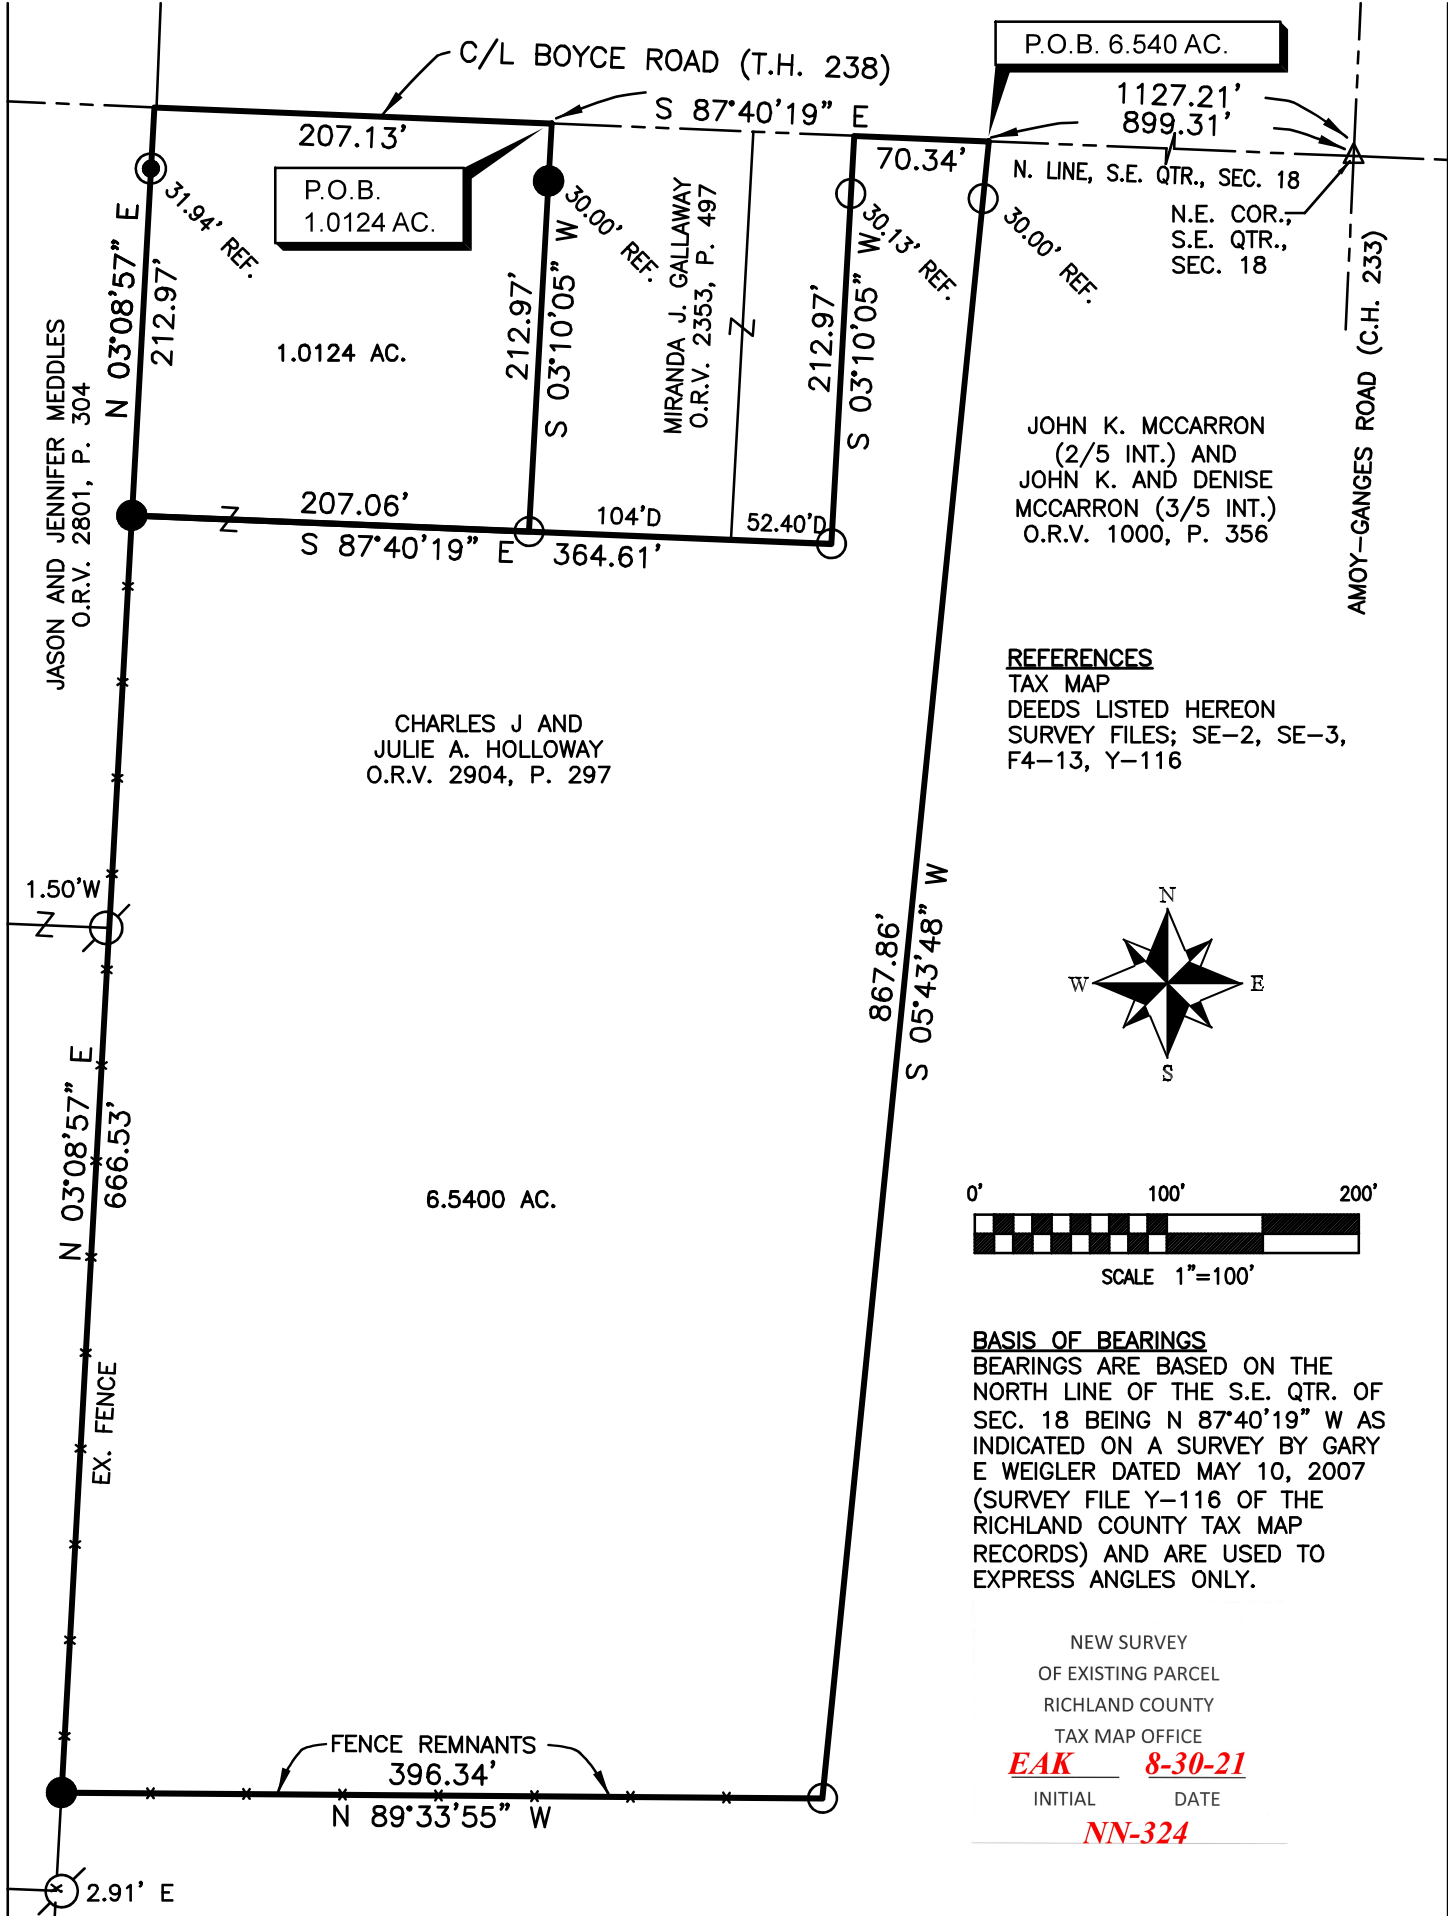 C/L BOYCE ROAD (T.H. 238)
P.O.B. 6.540 AC.
S 87°40'19" E
1127.21'
899.31'
207.13'
70.34'
N. LINE, S.E. QTR., SEC. 18
N.E. COR.,
S.E. QTR.,
SEC. 18
P.O.B.
1.0124 AC.
31.94' REF.
30.00' REF.
30.13' REF.
30.00' REF.
N 03°08'57" E
212.97'
212.97'
S 03°10'05" W
MIRANDA J. GALLAWAY
O.R.V. 2353, P. 497
Z
212.97'
S 03°10'05" W
AMOY-GANGES ROAD (C.H. 233)
1.0124 AC.
JASON AND JENNIFER MEDDLES
O.R.V. 2801, P. 304
JOHN K. MCCARRON
(2/5 INT.) AND
JOHN K. AND DENISE
MCCARRON (3/5 INT.)
O.R.V. 1000, P. 356
Z
207.06'
104'D
52.40'D
S 87°40'19" E
364.61'
REFERENCES
TAX MAP
DEEDS LISTED HEREON
SURVEY FILES; SE-2, SE-3,
F4-13, Y-116
CHARLES J AND
JULIE A. HOLLOWAY
O.R.V. 2904, P. 297
1.50'W
Z
867.86'
S 05°43'48" W
N
W
E
S
N 03°08'57" E
666.53'
6.5400 AC.
0'
100'
200'
SCALE 1"=100'
EX. FENCE
BASIS OF BEARINGS
BEARINGS ARE BASED ON THE
NORTH LINE OF THE S.E. QTR. OF
SEC. 18 BEING N 87°40'19" W AS
INDICATED ON A SURVEY BY GARY
E WEIGLER DATED MAY 10, 2007
(SURVEY FILE Y-116 OF THE
RICHLAND COUNTY TAX MAP
RECORDS) AND ARE USED TO
EXPRESS ANGLES ONLY.
NEW SURVEY
OF EXISTING PARCEL
RICHLAND COUNTY
TAX MAP OFFICE
EAK 8-30-21
INITIAL DATE
NN-324
FENCE REMNANTS
396.34'
N 89°33'55" W
2.91' E